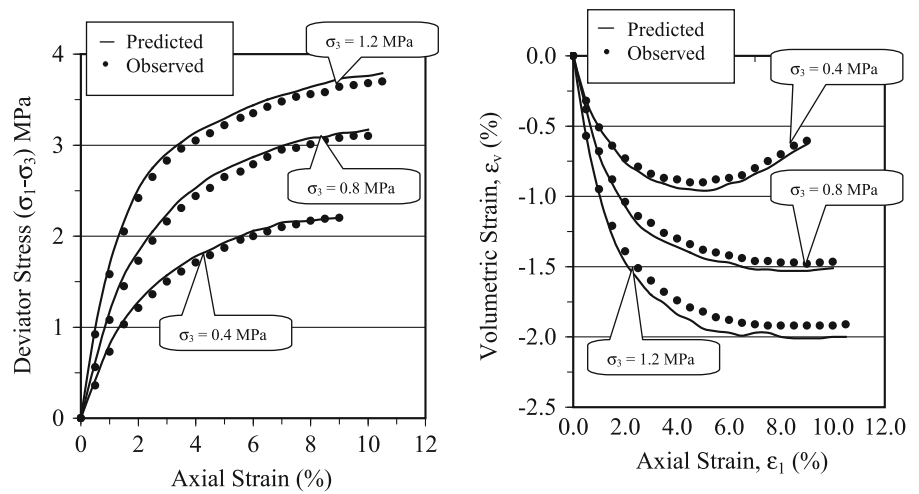 Predicted
Observed
σ3 = 1.2 MPa
σ3 = 0.8 MPa
σ3 = 0.4 MPa
4
3
2
1
0
0 2 4 6 8 10 12
Deviator Stress (σ1-σ3) MPa
Axial Strain (%)
Predicted
Observed
σ3 = 0.4 MPa
σ3 = 0.8 MPa
σ3 = 1.2 MPa
0.0
-0.5
-1.0
-1.5
-2.0
-2.5
0.0 2.0 4.0 6.0 8.0 10.0 12.0
Volumetric Strain, εv (%)
Axial Strain, ε1 (%)